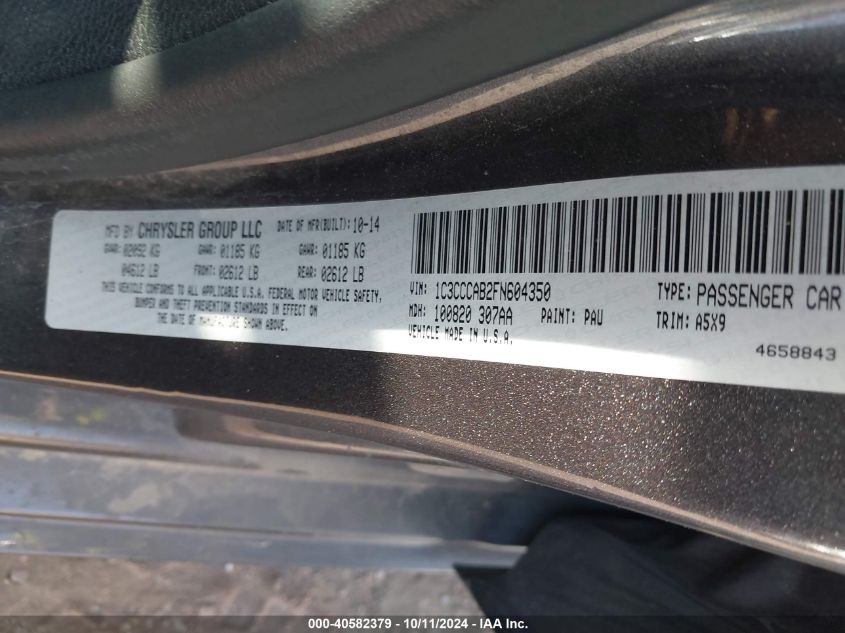 MFD BY CHRYSLER GROUP LLC DATE OF MFR(BUILT): 10-14
GVWR: 02092 KG GAWR: 01185 KG GAWR: 01185 KG
04612 LB FRONT: 02612 LB REAR: 02612 LB
THIS VEHICLE CONFORMS TO ALL APPLICABLE U.S.A. FEDERAL MOTOR VEHICLE SAFETY,
BUMPER AND THEFT PREVENTION STANDARDS IN EFFECT ON
THE DATE OF MANUFACTURE SHOWN ABOVE.
VIN: 1C3CCCAB2FN604350 TYPE: PASSENGER CAR
MDH: 100820 307AA PAINT: PAU TRIM: A5X9
VEHICLE MADE IN U.S.A.
4658843
000-40582379 - 10/11/2024 - IAA Inc.